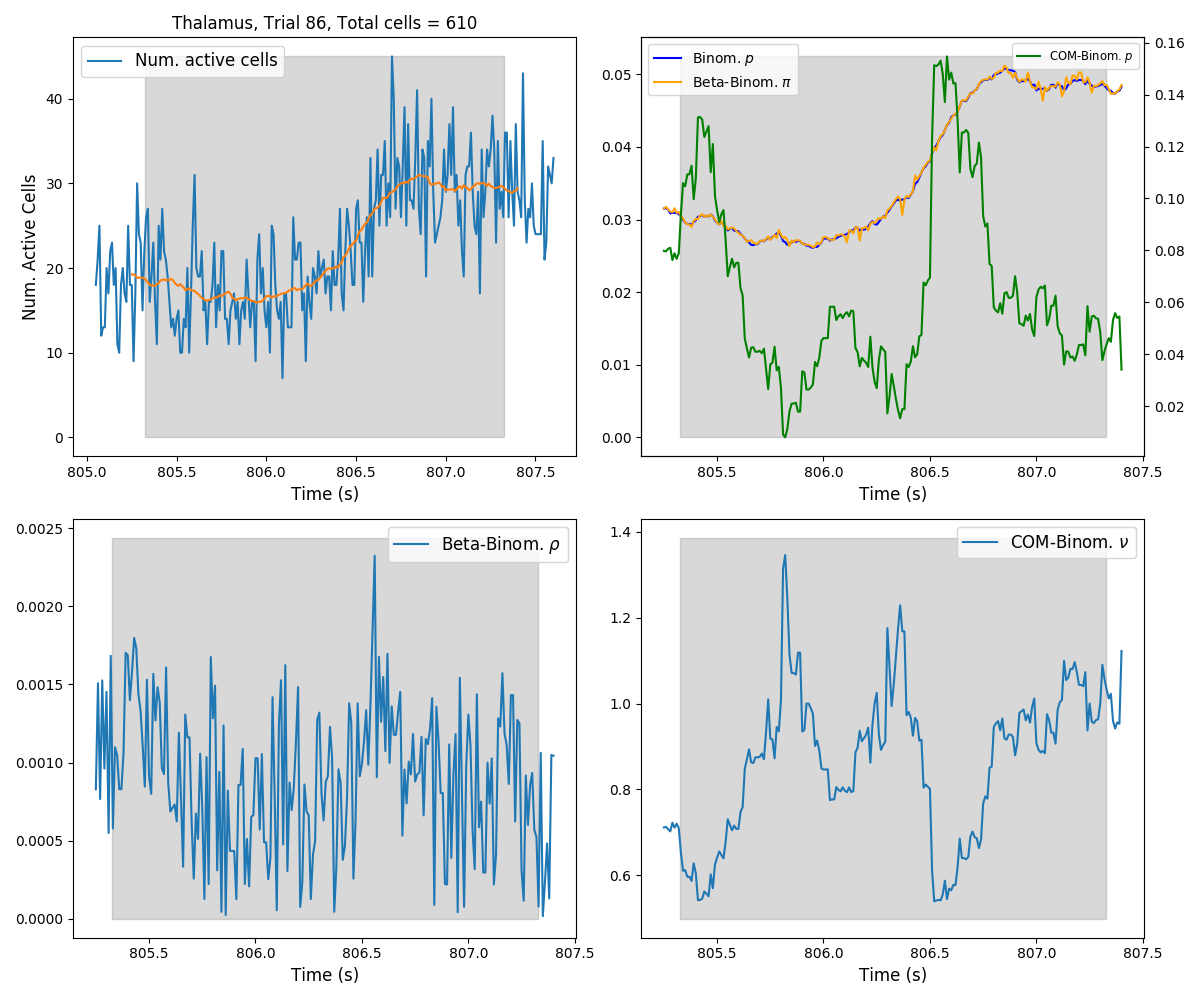 Thalamus, Trial 86, Total cells = 610
Num. active cells
Num. Active Cells
40
30
20
10
0
805.0 805.5 806.0 806.5 807.0 807.5
Time (s)
Binom. p
Beta-Binom. π
COM-Binom. p
0.05
0.04
0.03
0.02
0.01
0.00
0.16
0.14
0.12
0.10
0.08
0.06
0.04
0.02
805.5 806.0 806.5 807.0 807.5
Time (s)
Beta-Binom. ρ
0.0025
0.0020
0.0015
0.0010
0.0005
0.0000
805.5 806.0 806.5 807.0 807.5
Time (s)
COM-Binom. ν
1.4
1.2
1.0
0.8
0.6
805.5 806.0 806.5 807.0 807.5
Time (s)